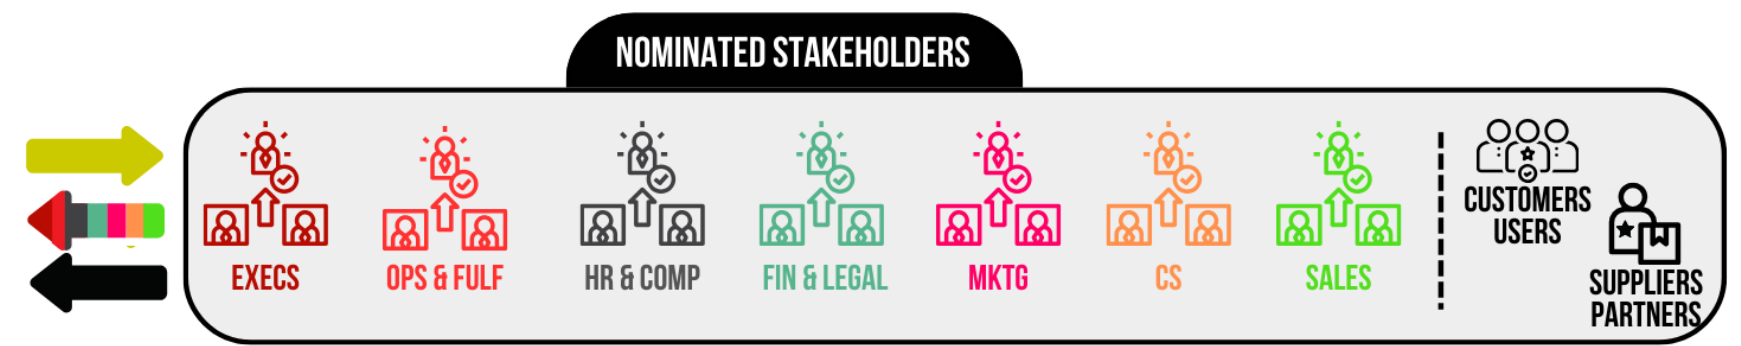 NOMINATED STAKEHOLDERS
EXECS
OPS & FULF
HR & COMP
FIN & LEGAL
MKTG
CS
SALES
CUSTOMERS
USERS
SUPPLIERS
PARTNERS